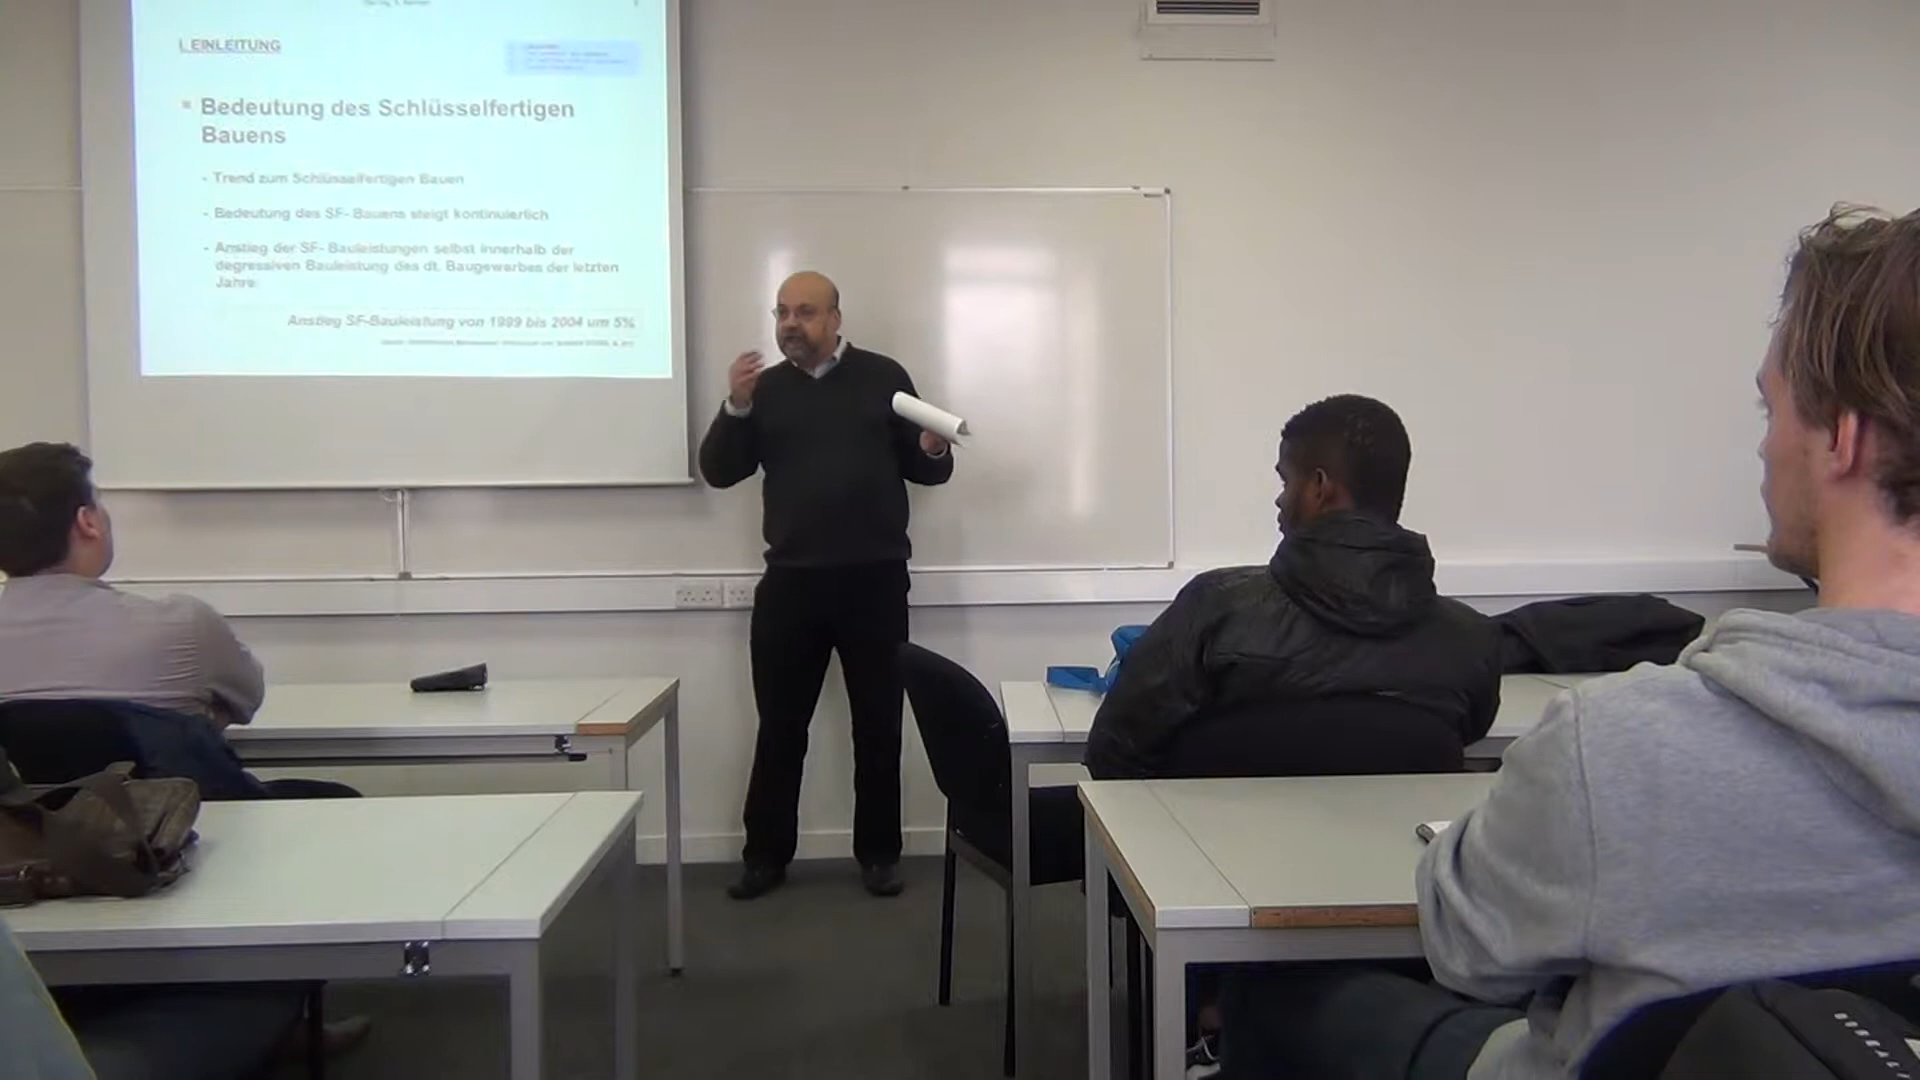 I. EINLEITUNG
Bedeutung des Schlüsselfertigen
Bauens
- Trend zum Schlüsselfertigen Bauen
- Bedeutung des SF- Bauens steigt kontinuierlich
- Anstieg der SF- Bauleistungen selbst innerhalb der
degressiven Bauleistung des dt. Baugewerbes der letzten
Jahre:
Anstieg SF-Bauleistung von 1999 bis 2004 um 5%